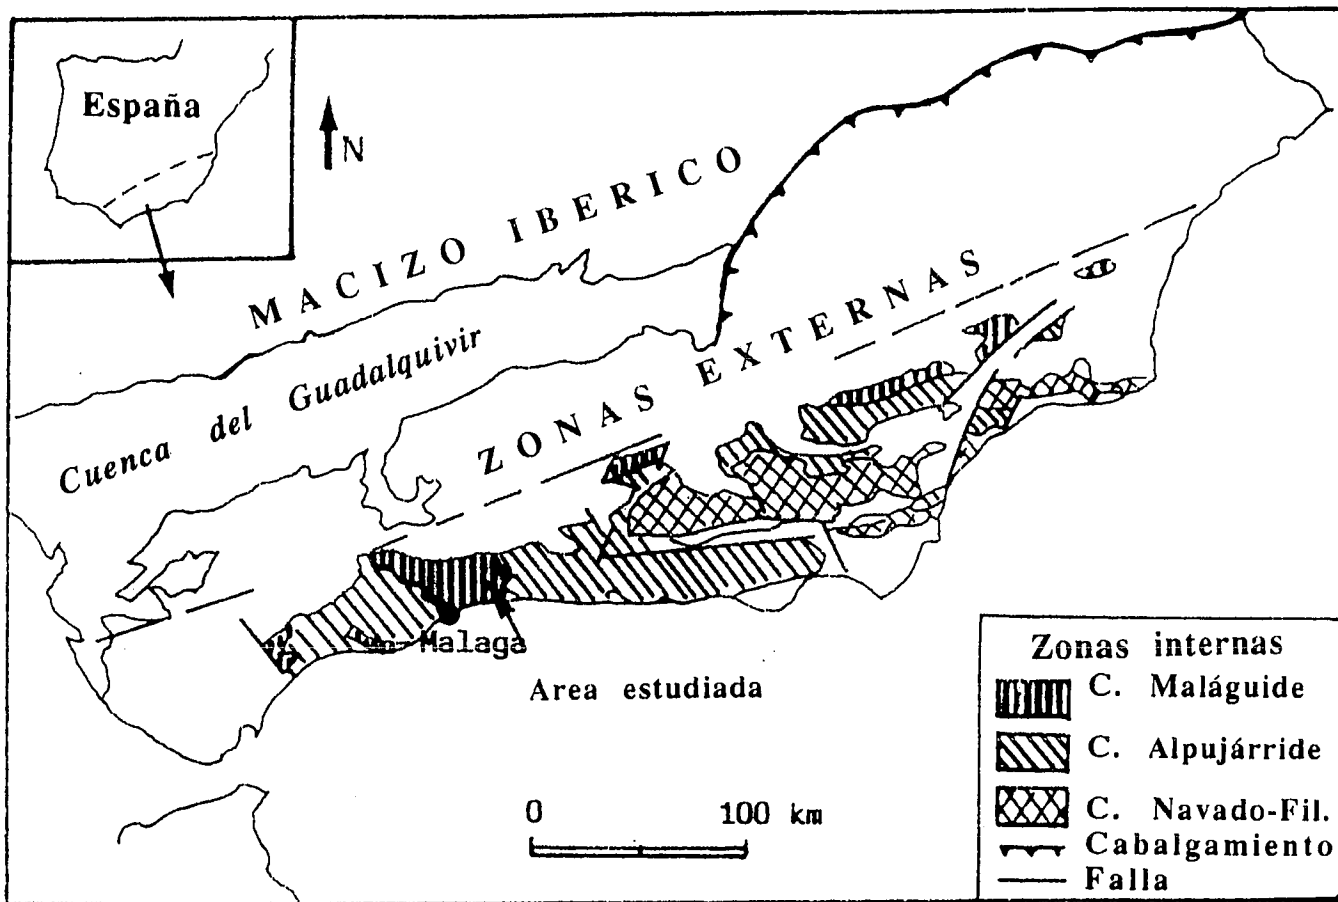 España
N
MACIZO IBERICO
Cuenca del Guadalquivir
ZONAS EXTERNAS
Malaga
Area estudiada
0 100 km
Zonas internas
C. Maláguide
C. Alpujárride
C. Navado-Fil.
Cabalgamiento
Falla